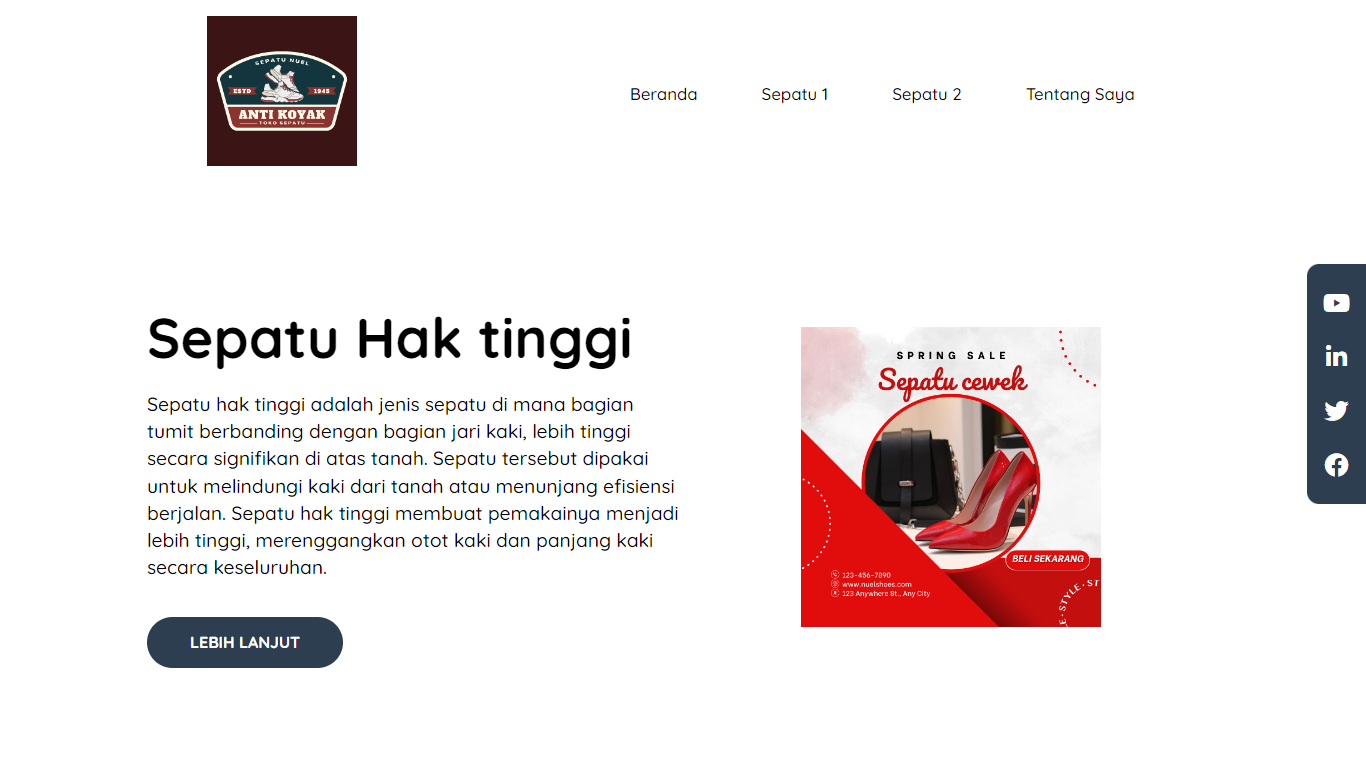 SEPATU NUEL
ESTD 1945
ANTI KOYAK
TOKO SEPATU
Beranda Sepatu 1 Sepatu 2 Tentang Saya
Sepatu Hak tinggi
Sepatu hak tinggi adalah jenis sepatu di mana bagian
tumit berbanding dengan bagian jari kaki, lebih tinggi
secara signifikan di atas tanah. Sepatu tersebut dipakai
untuk melindungi kaki dari tanah atau menunjang efisiensi
berjalan. Sepatu hak tinggi membuat pemakainya menjadi
lebih tinggi, merenggangkan otot kaki dan panjang kaki
secara keseluruhan.
LEBIH LANJUT
SPRING SALE
Sepatu cewek
BELI SEKARANG
123-456-7890
www.nuelshoes.com
123 Anywhere St., Any City
STYLE • ST
in